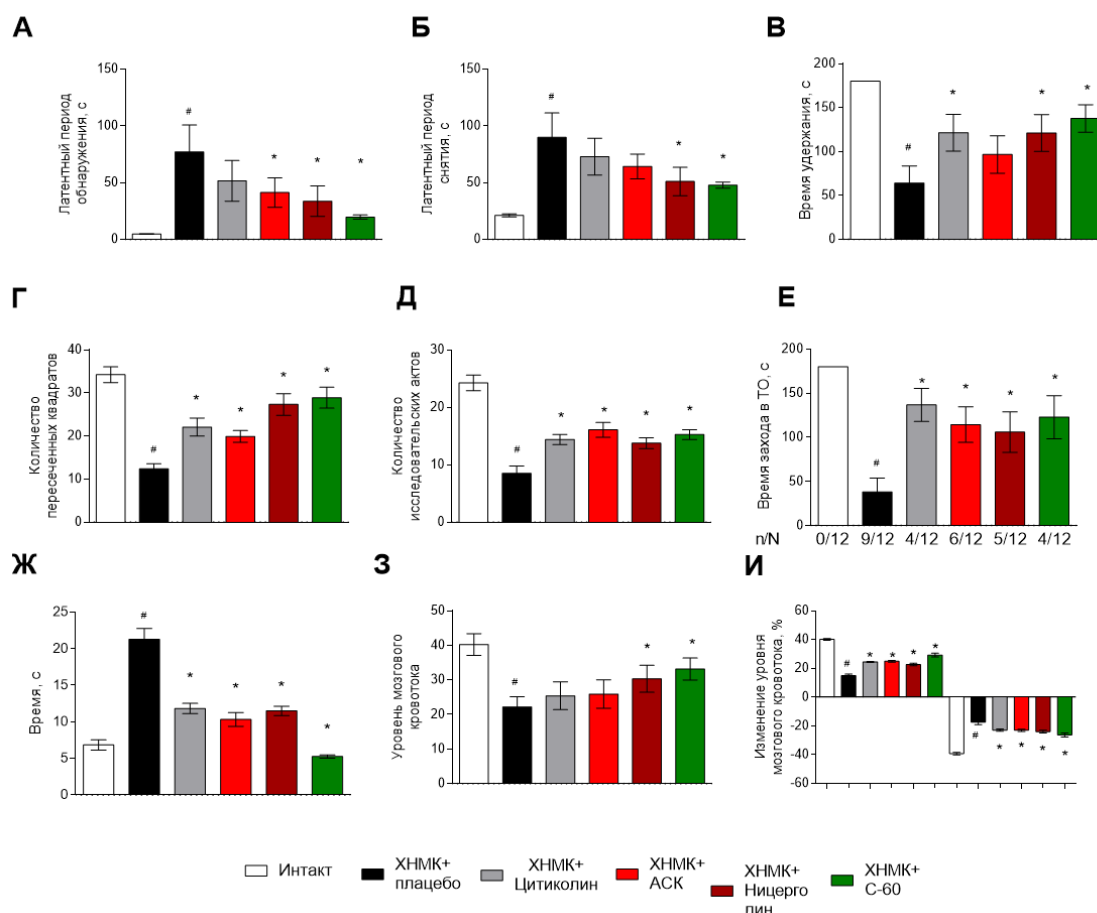 А
Латентный период
обнаружения, с
150
100
50
0
#
*
*
*
Б
Латентный период
снятия, с
150
100
50
0
#
*
*
В
Время удержания, с
200
150
100
50
0
#
*
*
*
Г
Количество
пересеченных квадратов
40
30
20
10
0
#
*
*
*
*
Д
Количество
исследовательских актов
30
20
10
0
#
*
*
*
*
Е
Время захода в ТО, с
200
150
100
50
0
#
*
*
*
*
n/N
0/12 9/12 4/12 6/12 5/12 4/12
Ж
Время, с
25
20
15
10
5
0
#
*
*
*
*
З
Уровень мозгового
кровотока
50
40
30
20
10
0
#
*
*
И
Изменение уровня
мозгового кровотока, %
60
40
20
0
-20
-40
-60
#
*
*
*
*
#
*
*
*
*
Интакт
ХНМК+
плацебо
ХНМК+
Цитиколин
ХНМК+
АСК
ХНМК+
Ницерго
лин
ХНМК+
С-60